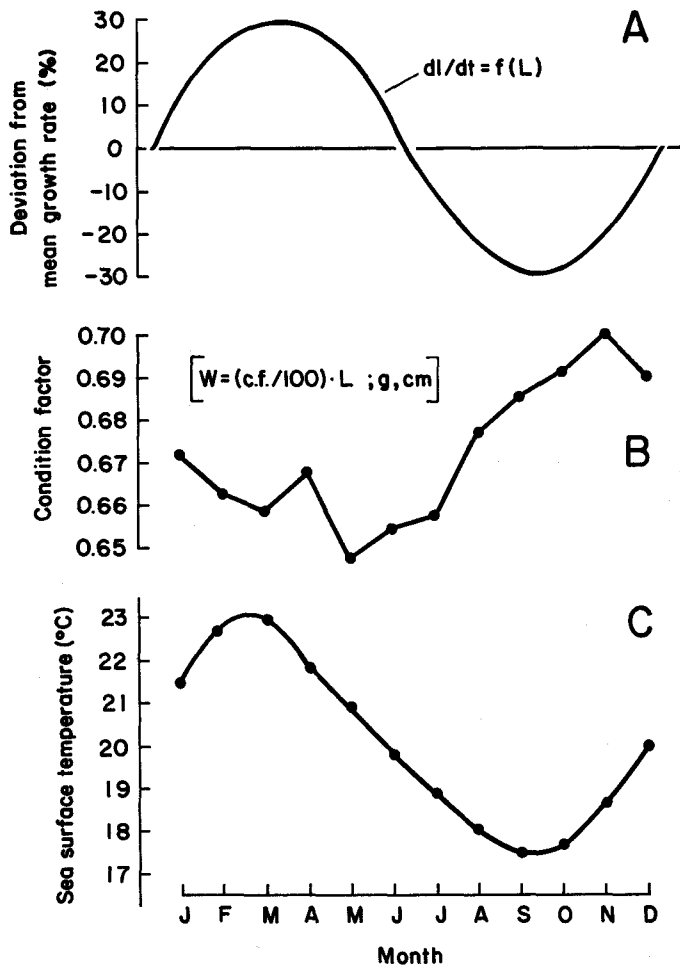 A
Deviation from
mean growth rate (%)
30
20
10
0
-10
-20
-30
dl/dt = f (L)
B
Condition factor
0.70
0.69
0.68
0.67
0.66
0.65
[W = (c.f./100) · L ; g, cm]
C
Sea surface temperature (°C)
23
22
21
20
19
18
17
J F M A M J J A S O N D
Month